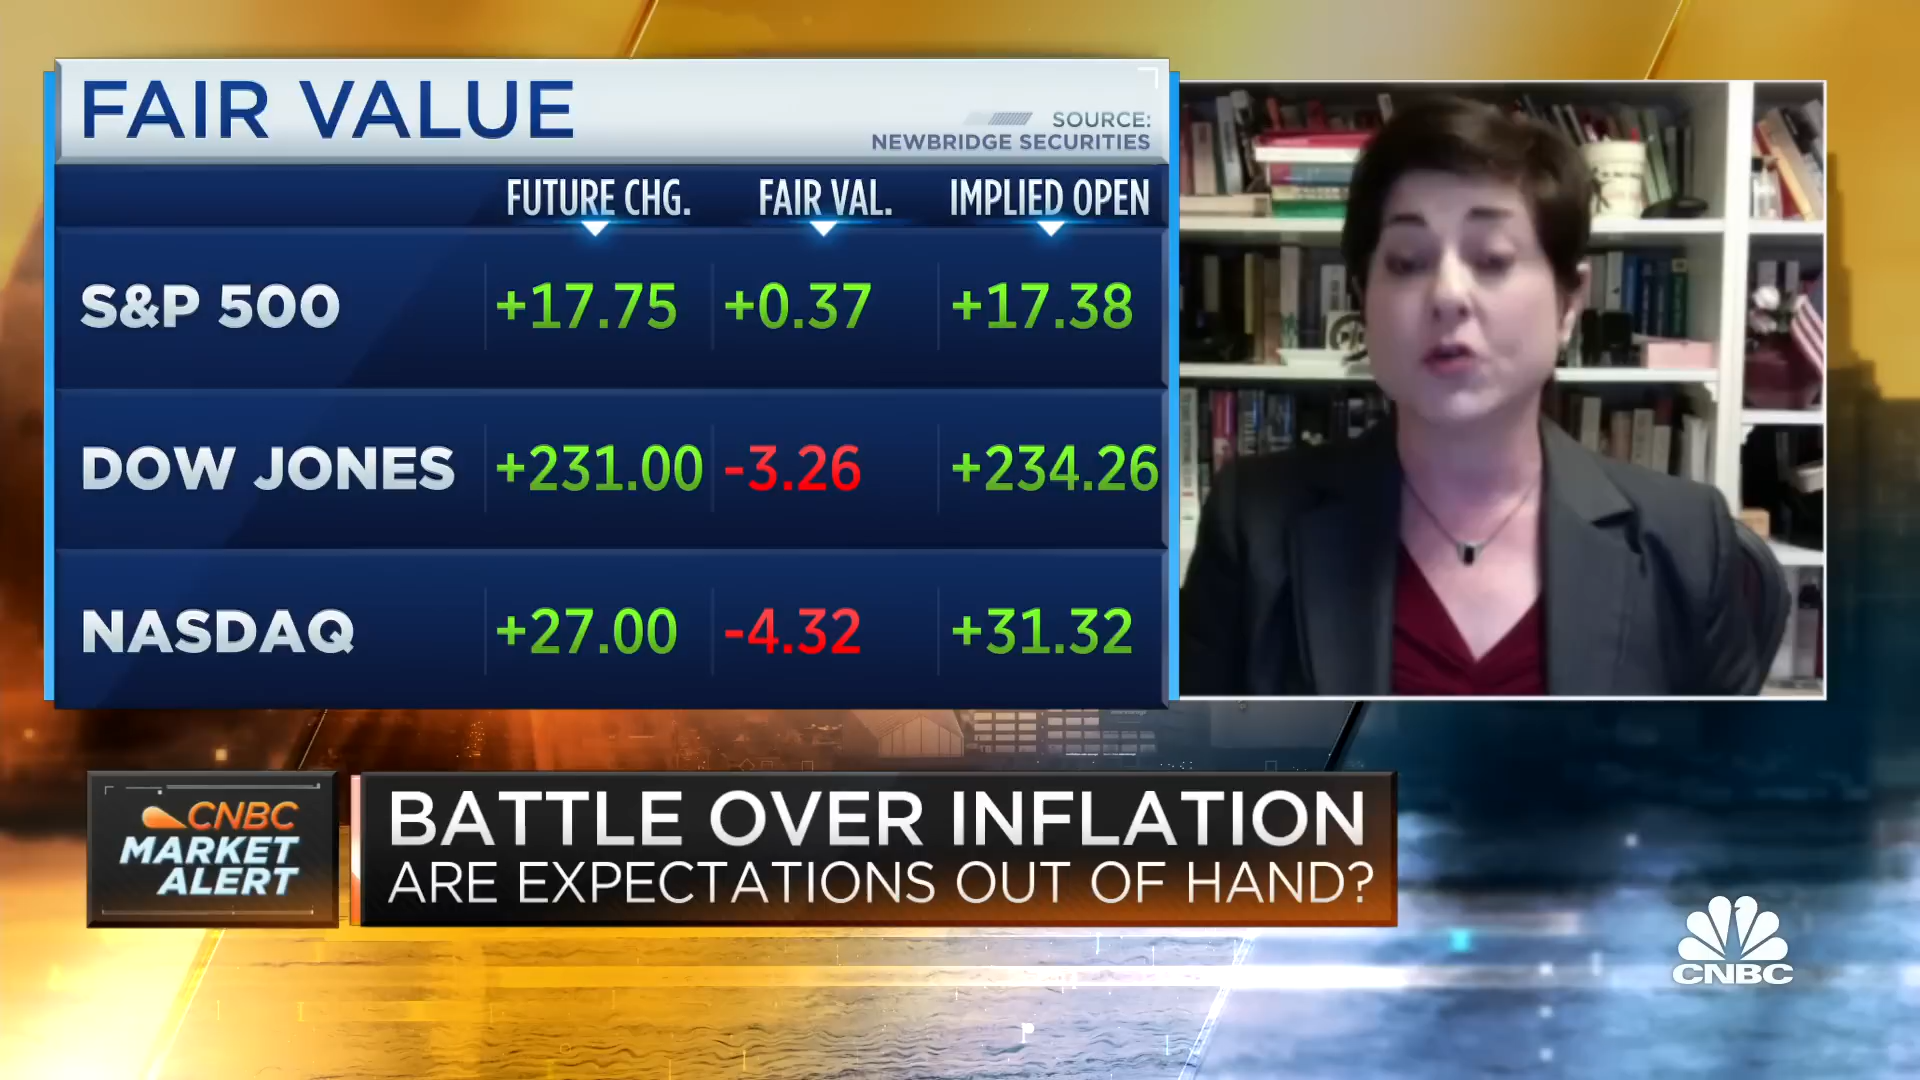 FAIR VALUE
SOURCE:
NEWBRIDGE SECURITIES
FUTURE CHG. FAIR VAL. IMPLIED OPEN
S&P 500 +17.75 +0.37 +17.38
DOW JONES +231.00 -3.26 +234.26
NASDAQ +27.00 -4.32 +31.32
CNBC
MARKET
ALERT
BATTLE OVER INFLATION
ARE EXPECTATIONS OUT OF HAND?
CNBC